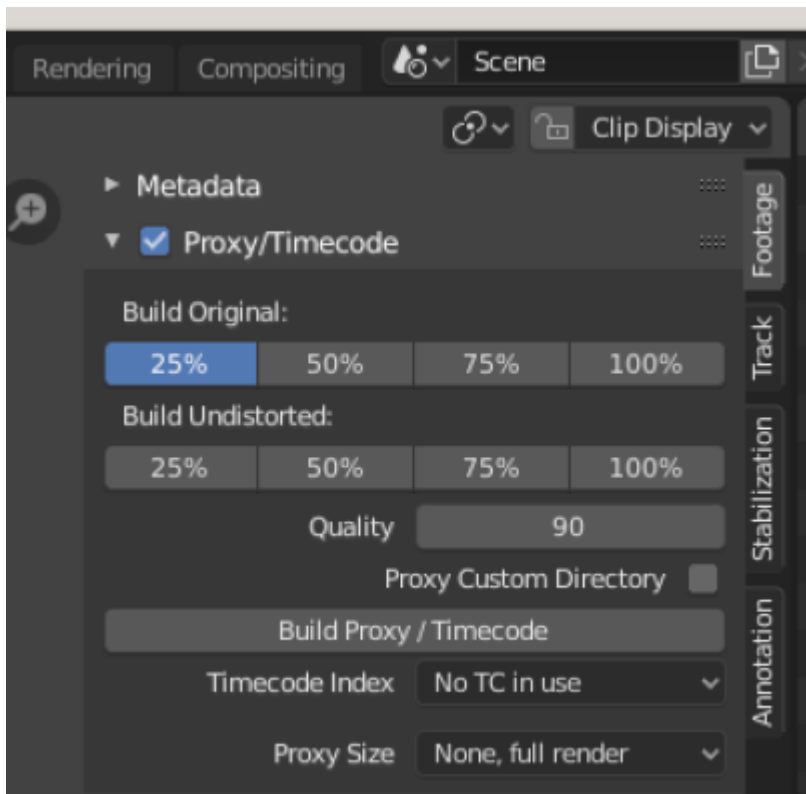 Rendering Compositing Scene
Clip Display
Metadata
Proxy/Timecode
Build Original:
25% 50% 75% 100%
Build Undistorted:
25% 50% 75% 100%
Quality 90
Proxy Custom Directory
Build Proxy / Timecode
Timecode Index No TC in use
Proxy Size None, full render
Footage
Track
Stabilization
Annotation